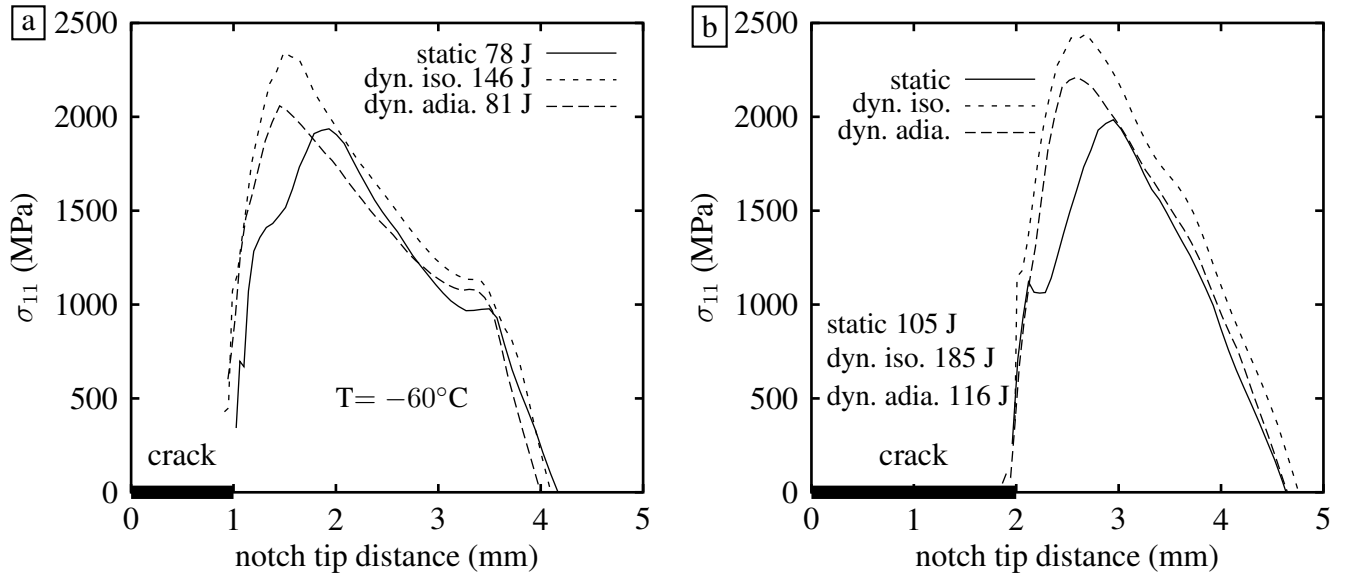 a
2500
2000
1500
1000
500
0
σ11 (MPa)
static 78 J
dyn. iso. 146 J
dyn. adia. 81 J
T= −60°C
crack
0 1 2 3 4 5
notch tip distance (mm)
b
2500
2000
1500
1000
500
0
σ11 (MPa)
static
dyn. iso.
dyn. adia.
static 105 J
dyn. iso. 185 J
dyn. adia. 116 J
crack
0 1 2 3 4 5
notch tip distance (mm)